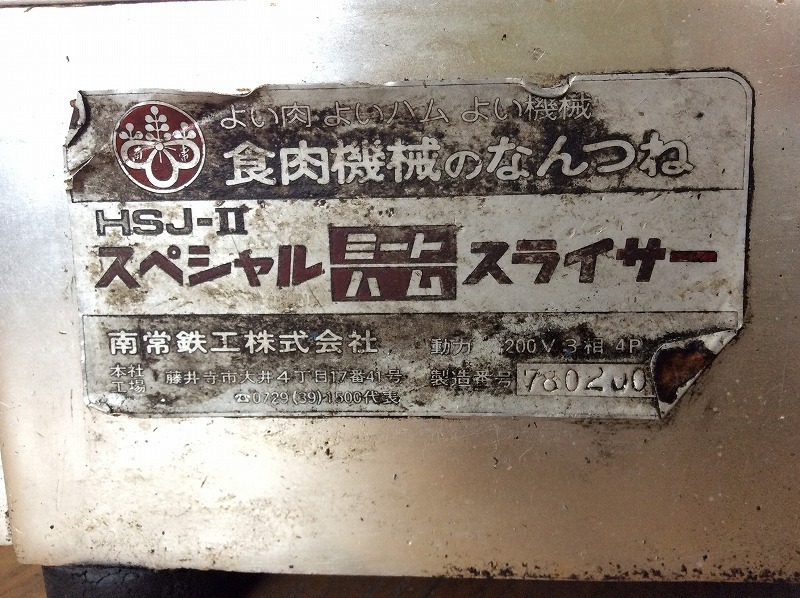 よい肉 よいハム よい機械
食肉機械のなんつね
HSJ-II
スペシャル ミート ハム スライサー
南常鉄工株式会社
動力 200V 3相 4P
本社 工場 藤井寺市大井4丁目17番41号
製造番号 780200
☎0729(39)1500代表